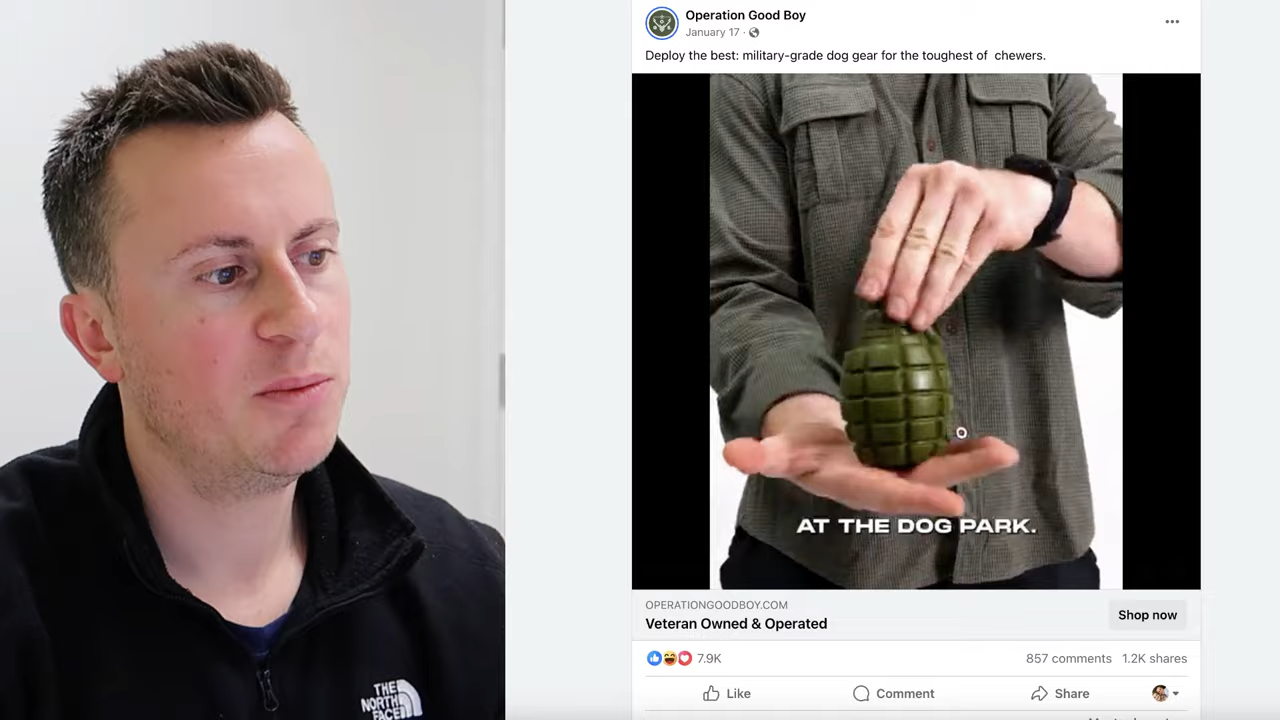 Operation Good Boy
January 17 ·
Deploy the best: military-grade dog gear for the toughest of chewers.
AT THE DOG PARK.
OPERATIONGOODBOY.COM
Veteran Owned & Operated
Shop now
7.9K
857 comments 1.2K shares
Like
Comment
Share
THE
NORTH
FACE